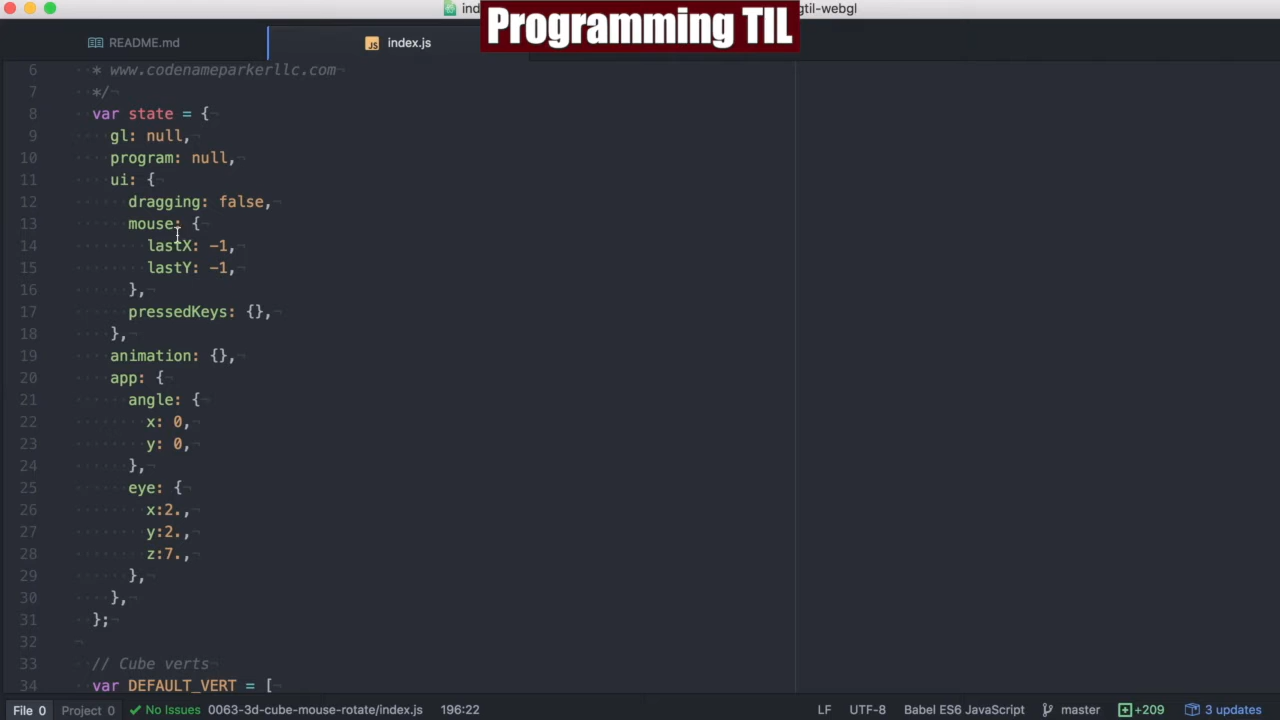 ind
Programming TIL
gtil-webgl
README.md
index.js
6 * www.codenameparkerllc.com
7 */
8 var state = {
9 gl: null,
10 program: null,
11 ui: {
12 dragging: false,
13 mouse: {
14 lastX: -1,
15 lastY: -1,
16 },
17 pressedKeys: {},
18 },
19 animation: {},
20 app: {
21 angle: {
22 x: 0,
23 y: 0,
24 },
25 eye: {
26 x:2.,
27 y:2.,
28 z:7.,
29 },
30 },
31 };
32
33 // Cube verts
34 var DEFAULT_VERT = [
File 0 Project 0 No Issues 0063-3d-cube-mouse-rotate/index.js 196:22 LF UTF-8 Babel ES6 JavaScript master +209 3 updates